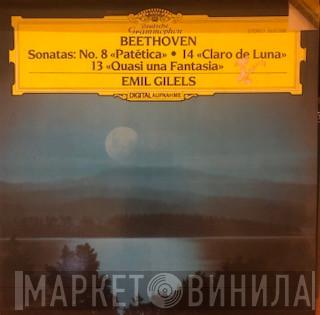 Deutsche
Grammophon
STEREO
BEETHOVEN
Sonatas: No. 8 «Patética» • 14 «Claro de Luna»
13 «Quasi una Fantasia»
EMIL GILELS
DIGITAL AUFNAHME
МАРКЕТ ВИНИЛА